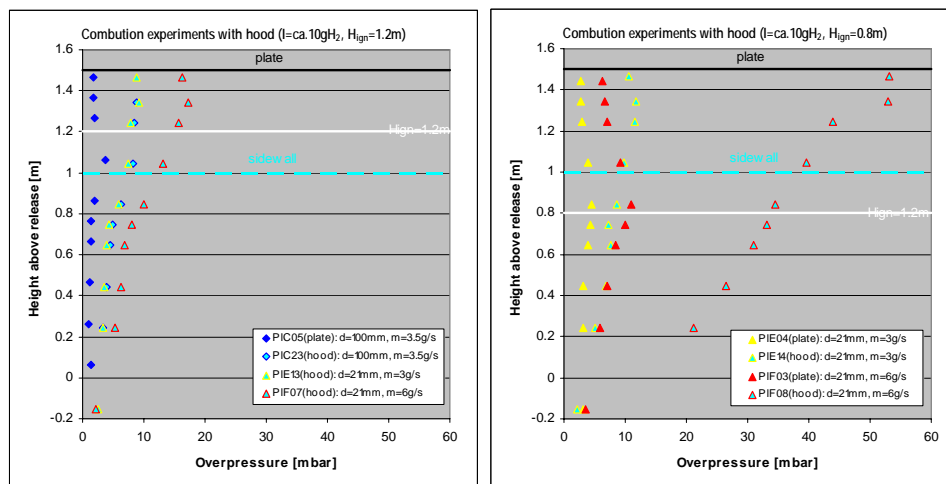 Combution experiments with hood (I=ca.10gH₂, Hign=1.2m)
1.6
plate
1.4
1.2
Hign=1.2m
sidew all
1
0.8
0.6
0.4
0.2
0
-0.2
Height above release [m]
PIC05(plate): d=100mm, m=3.5g/s
PIC23(hood): d=100mm, m=3.5g/s
PIE13(hood): d=21mm, m=3g/s
PIF07(hood): d=21mm, m=6g/s
0 10 20 30 40 50 60
Overpressure [mbar]
Combution experiments with hood (I=ca.10gH₂, Hign=0.8m)
1.6
plate
1.4
1.2
sidew all
1
0.8
Hign=1.2m
0.6
0.4
0.2
0
-0.2
Height above release [m]
PIE04(plate): d=21mm, m=3g/s
PIE14(hood): d=21mm, m=3g/s
PIF03(plate): d=21mm, m=6g/s
PIF08(hood): d=21mm, m=6g/s
0 10 20 30 40 50 60
Overpressure [mbar]